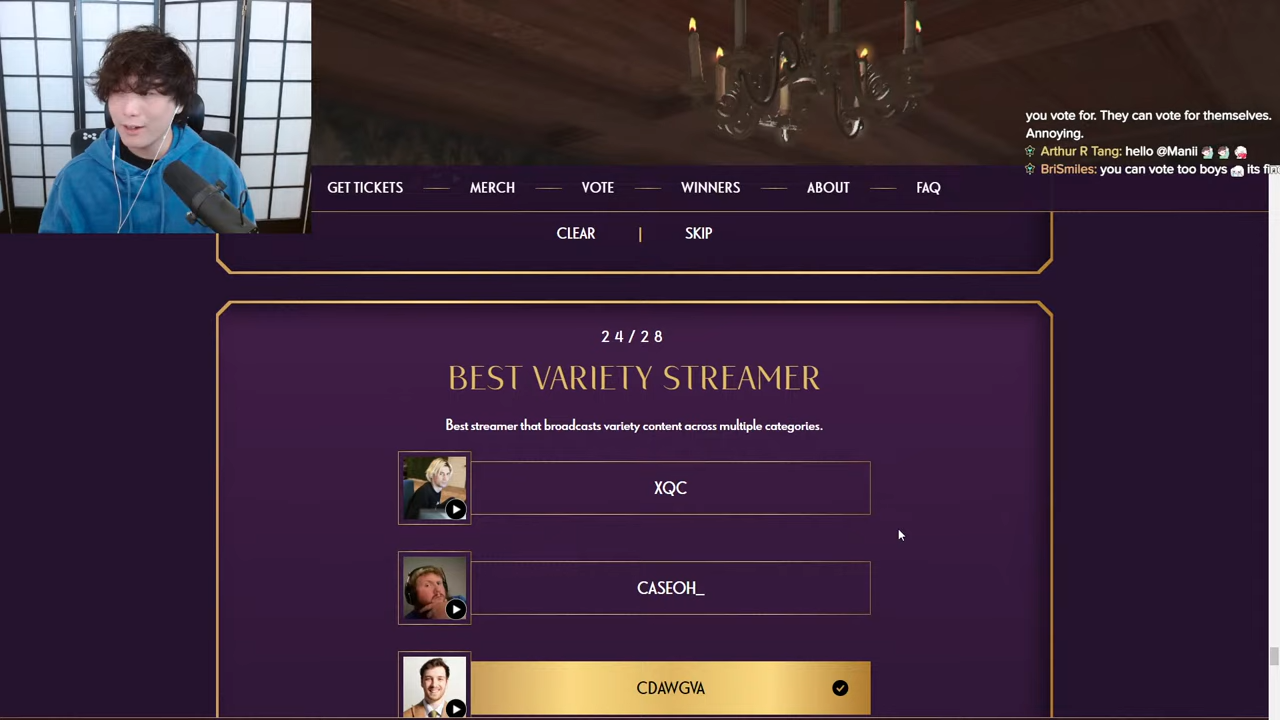 you vote for. They can vote for themselves.
Annoying.
Arthur R Tang: hello @Manii
BriSmiles: you can vote too boys its fin
GET TICKETS MERCH VOTE WINNERS ABOUT FAQ
CLEAR | SKIP
24/28
BEST VARIETY STREAMER
Best streamer that broadcasts variety content across multiple categories.
XQC
CASEOH_
CDAWGVA